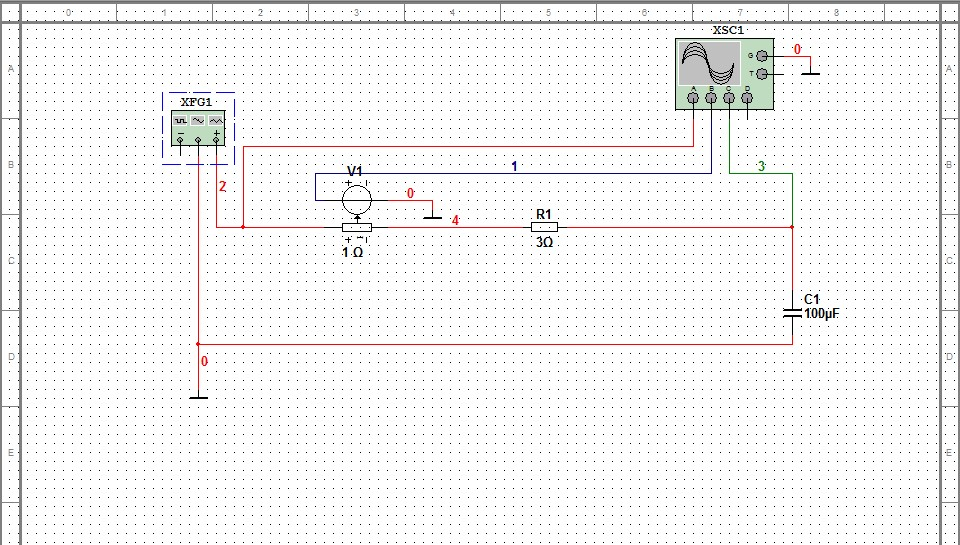 0 1 2 3 4 5 6 7 8
XSC1
A A
G 0
T
A B C D
XFG1
− +
B B
2
V1
+ −
1
3
0
4
R1
+ −
1 Ω
3Ω
C C
C1
100µF
D D
0
E E